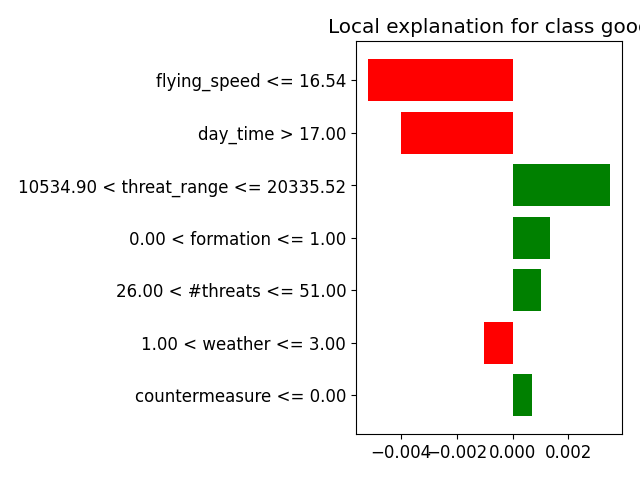 Local explanation for class goo
flying_speed <= 16.54
day_time > 17.00
10534.90 < threat_range <= 20335.52
0.00 < formation <= 1.00
26.00 < #threats <= 51.00
1.00 < weather <= 3.00
countermeasure <= 0.00
−0.004 −0.002 0.000 0.002